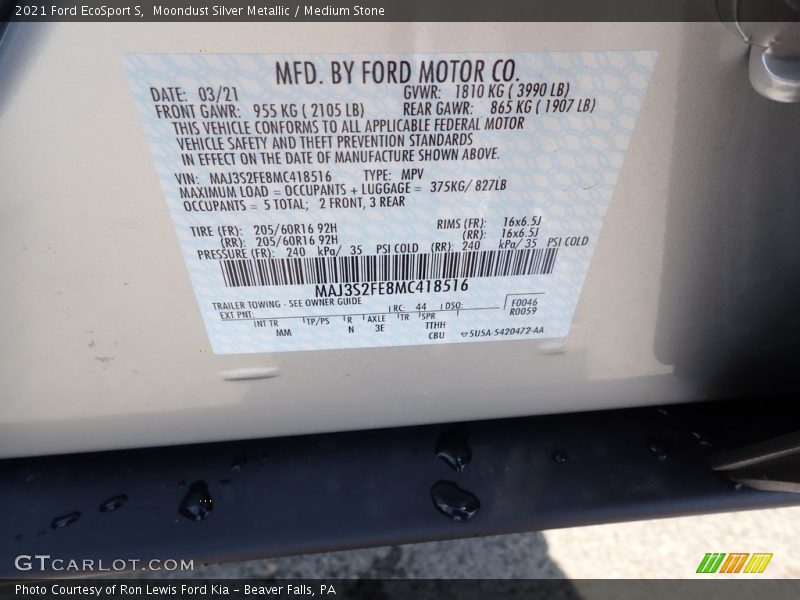 2021 Ford EcoSport S,  Moondust Silver Metallic / Medium Stone
MFD. BY FORD MOTOR CO.
DATE: 03/21 GVWR: 1810 KG ( 3990 LB)
FRONT GAWR: 955 KG ( 2105 LB) REAR GAWR: 865 KG ( 1907 LB)
THIS VEHICLE CONFORMS TO ALL APPLICABLE FEDERAL MOTOR
VEHICLE SAFETY AND THEFT PREVENTION STANDARDS
IN EFFECT ON THE DATE OF MANUFACTURE SHOWN ABOVE.
VIN: MAJ3S2FE8MC418516 TYPE: MPV
MAXIMUM LOAD = OCCUPANTS + LUGGAGE = 375KG/ 827LB
OCCUPANTS = 5 TOTAL; 2 FRONT, 3 REAR
TIRE (FR): 205/60R16 92H RIMS (FR): 16x6.5J
(RR): 205/60R16 92H (RR): 16x6.5J
PRESSURE (FR): 240 kPa/ 35 PSI COLD (RR): 240 kPa/ 35 PSI COLD
MAJ3S2FE8MC418516
TRAILER TOWING - SEE OWNER GUIDE
EXT PNT: RC: 44 DSO: F0046
R0059
INT TR TP/PS R AXLE TR SPR
MM N 3E TTHH
CBU 5U5A-5420472-AA
GTCARLOT.COM
Photo Courtesy of Ron Lewis Ford Kia – Beaver Falls, PA